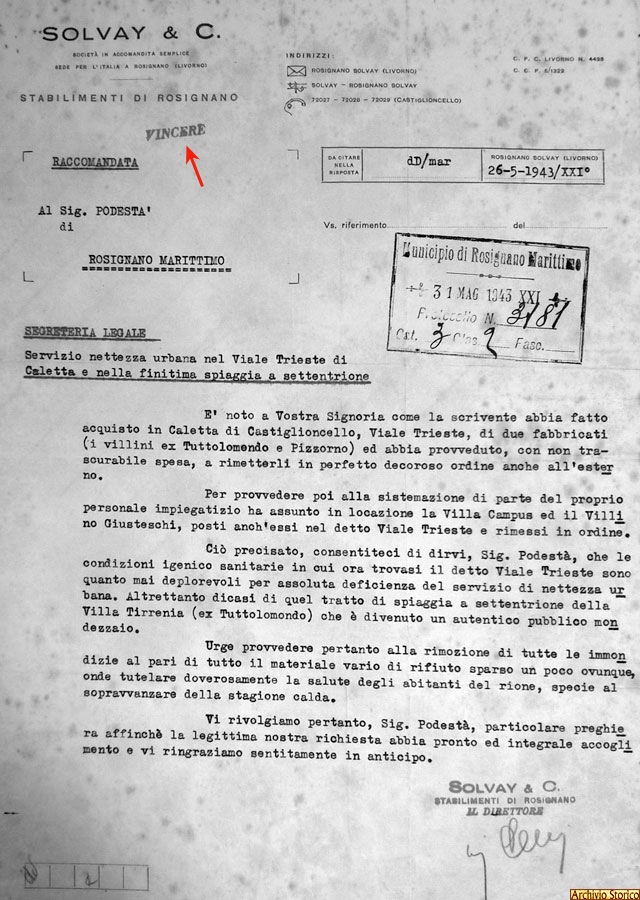 SOLVAY & C.
SOCIETÀ IN ACCOMANDITA SEMPLICE
SEDE PER L'ITALIA A ROSIGNANO (LIVORNO)
STABILIMENTI DI ROSIGNANO
INDIRIZZI:
ROSIGNANO SOLVAY (LIVORNO)
SOLVAY - ROSIGNANO SOLVAY
72027 - 72028 - 72029 (CASTIGLIONCELLO)
C. P. C. LIVORNO N. 4428
VINCERE
RACCOMANDATA
DA CITARE
NELLA
RISPOSTA
dD/mar
ROSIGNANO SOLVAY (LIVORNO)
26-5-1943/XXI°
Al Sig. PODESTA'
di
ROSIGNANO MARITTIMO
Vs. riferimento del
Municipio di Rosignano Marittimo
31 MAG 1943 XXI
Protocollo N. 3181
Cat. 3 Clas. 2 Fasc.
SEGRETERIA LEGALE
Servizio nettezza urbana nel Viale Trieste di
Caletta e nella finitima spiaggia a settentrione
E' noto a Vostra Signoria come la scrivente abbia fatto
acquisto in Caletta di Castiglioncello, Viale Trieste, di due fabbricati
(i villini ex Tuttolomondo e Pizzorno) ed abbia provveduto, con non tra-
scurabile spesa, a rimetterli in perfetto decoroso ordine anche all'ester
no.
Per provvedere poi alla sistemazione di parte del proprio
personale impiegatizio ha assunto in locazione la Villa Campus ed il Villi
no Giusteschi, posti anch'essi nel detto Viale Trieste e rimessi in ordine.
Ciò precisato, consentiteci di dirvi, Sig. Podestà, che le
condizioni igenico sanitarie in cui ora trovasi il detto Viale Trieste sono
quanto mai deplorevoli per assoluta deficienza del servizio di nettezza ur
bana. Altrettanto dicasi di quel tratto di spiaggia a settentrione della
Villa Tirrenia (ex Tuttolomondo) che è divenuto un autentico pubblico mon
dezzaio.
Urge provvedere pertanto alla rimozione di tutte le immon
dizie al pari di tutto il materiale vario di rifiuto sparso un poco ovunque,
onde tutelare doverosamente la salute degli abitanti del rione, specie al
sopravvanzare della stagione calda.
Vi rivolgiamo pertanto, Sig. Podestà, particolare preghie
ra affinchè la legittima nostra richiesta abbia pronto ed integrale accogli
mento e vi ringraziamo sentitamente in anticipo.
SOLVAY & C.
STABILIMENTI DI ROSIGNANO
IL DIRETTORE
Archivio Storico